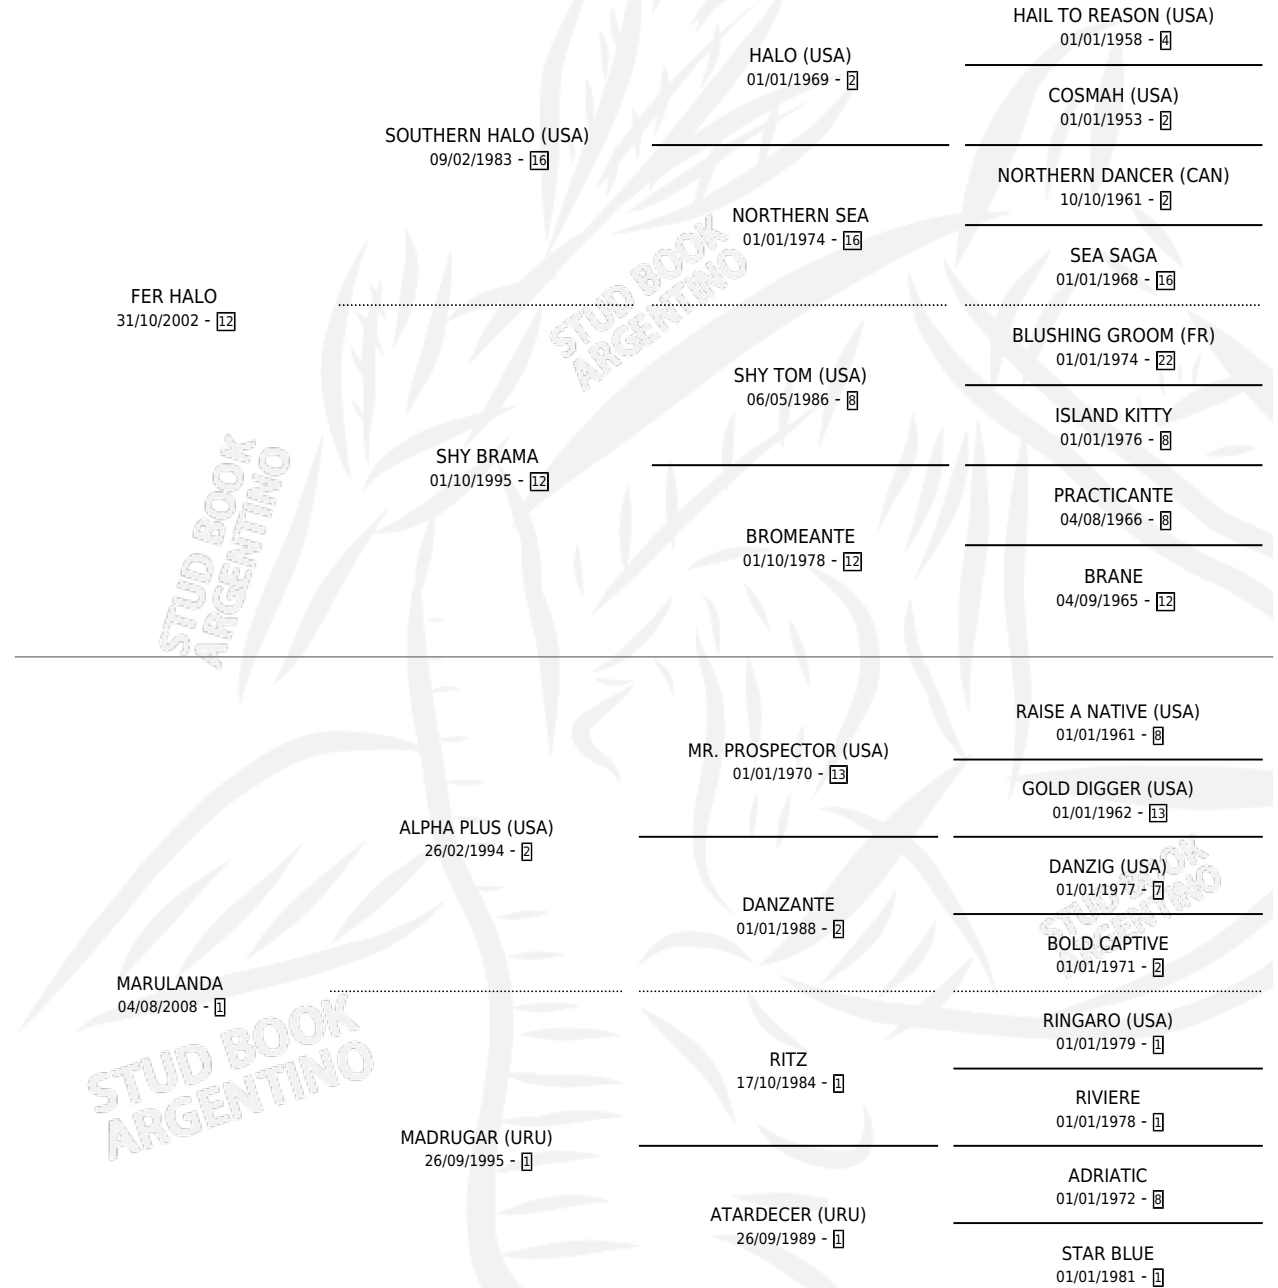 HAIL TO REASON (USA)
01/01/1958 - 4
HALO (USA)
01/01/1969 - 2
COSMAH (USA)
01/01/1953 - 2
SOUTHERN HALO (USA)
09/02/1983 - 16
NORTHERN DANCER (CAN)
10/10/1961 - 2
NORTHERN SEA
01/01/1974 - 16
SEA SAGA
01/01/1968 - 16
FER HALO
31/10/2002 - 12
BLUSHING GROOM (FR)
01/01/1974 - 22
SHY TOM (USA)
06/05/1986 - 8
ISLAND KITTY
01/01/1976 - 8
SHY BRAMA
01/10/1995 - 12
PRACTICANTE
04/08/1966 - 8
BROMEANTE
01/10/1978 - 12
BRANE
04/09/1965 - 12
RAISE A NATIVE (USA)
01/01/1961 - 8
MR. PROSPECTOR (USA)
01/01/1970 - 13
GOLD DIGGER (USA)
01/01/1962 - 13
ALPHA PLUS (USA)
26/02/1994 - 2
DANZIG (USA)
01/01/1977 - 7
DANZANTE
01/01/1988 - 2
BOLD CAPTIVE
01/01/1971 - 2
MARULANDA
04/08/2008 - 1
RINGARO (USA)
01/01/1979 - 1
RITZ
17/10/1984 - 1
RIVIERE
01/01/1978 - 1
MADRUGAR (URU)
26/09/1995 - 1
ADRIATIC
01/01/1972 - 8
ATARDECER (URU)
26/09/1989 - 1
STAR BLUE
01/01/1981 - 1
STUD BOOK
ARGENTINO
STUD BOOK
ARGENTINO
STUD BOOK
ARGENTINO
STUD BOOK
ARGENTINO